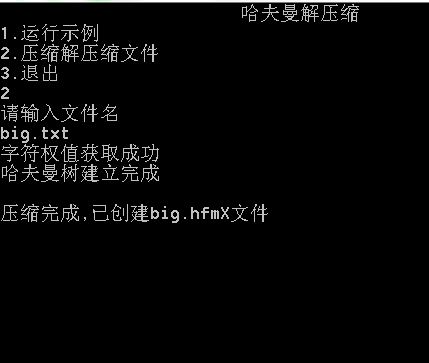 哈夫曼解压缩
1.运行示例
2.压缩解压缩文件
3.退出
2
请输入文件名
big.txt
字符权值获取成功
哈夫曼树建立完成
压缩完成,已创建big.hfmX文件